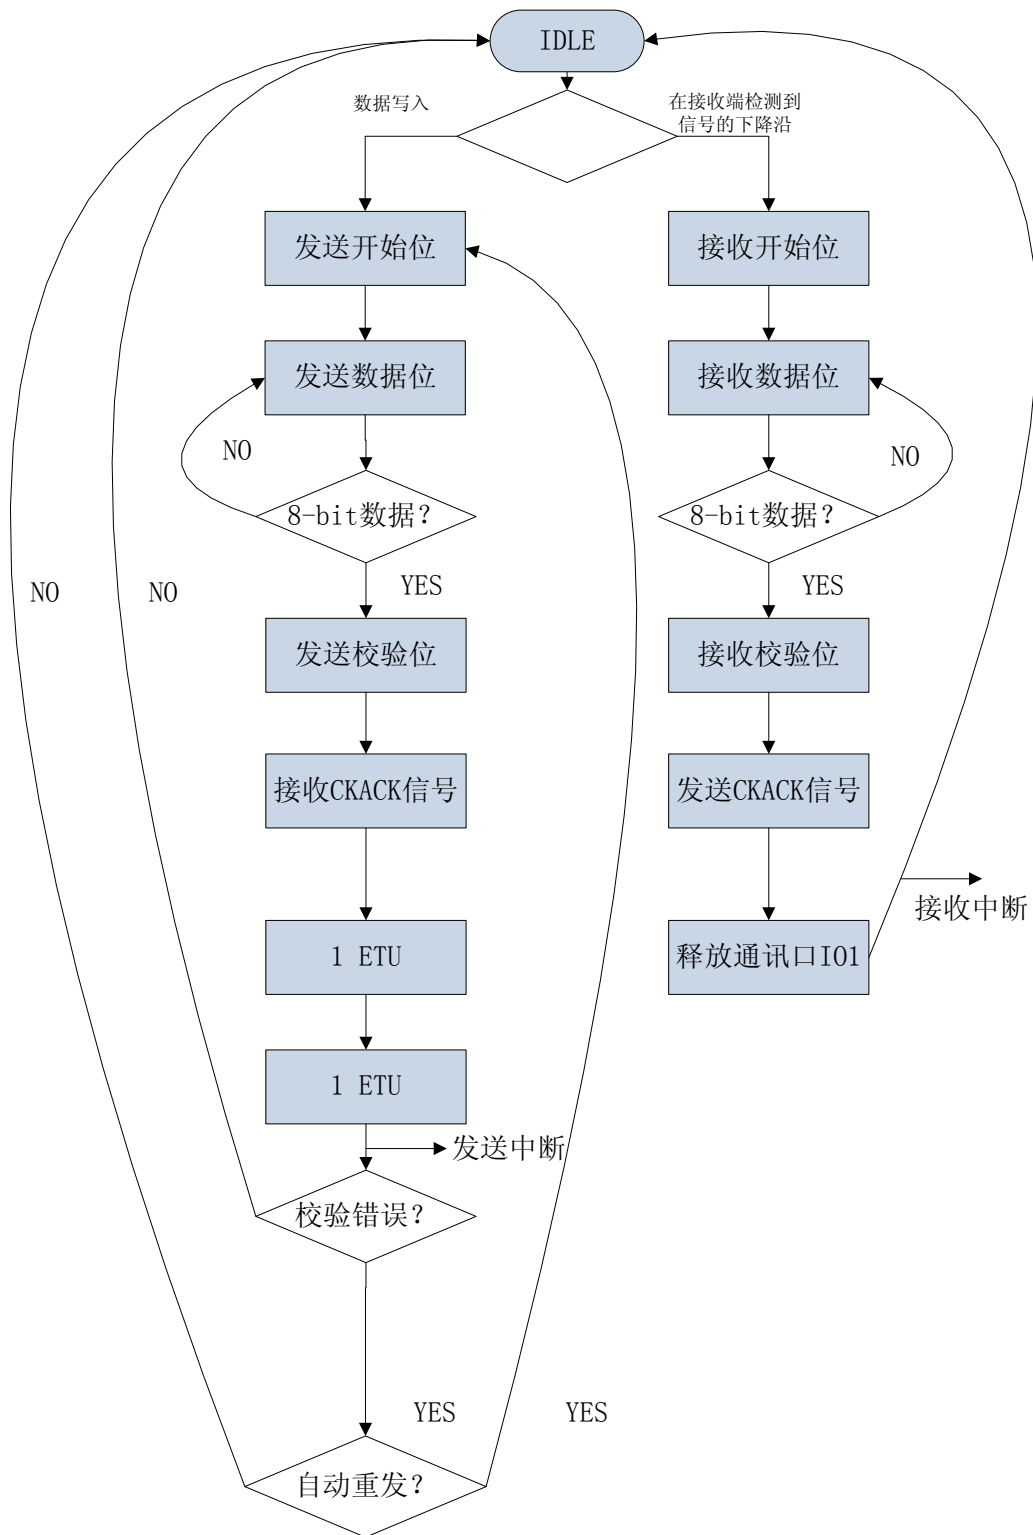 IDLE
数据写入
在接收端检测到
信号的下降沿
发送开始位
接收开始位
发送数据位
接收数据位
NO
NO
8-bit数据？
8-bit数据？
YES
YES
NO
NO
发送校验位
接收校验位
接收CKACK信号
发送CKACK信号
接收中断
1 ETU
释放通讯口IO1
1 ETU
发送中断
校验错误？
YES
YES
自动重发？